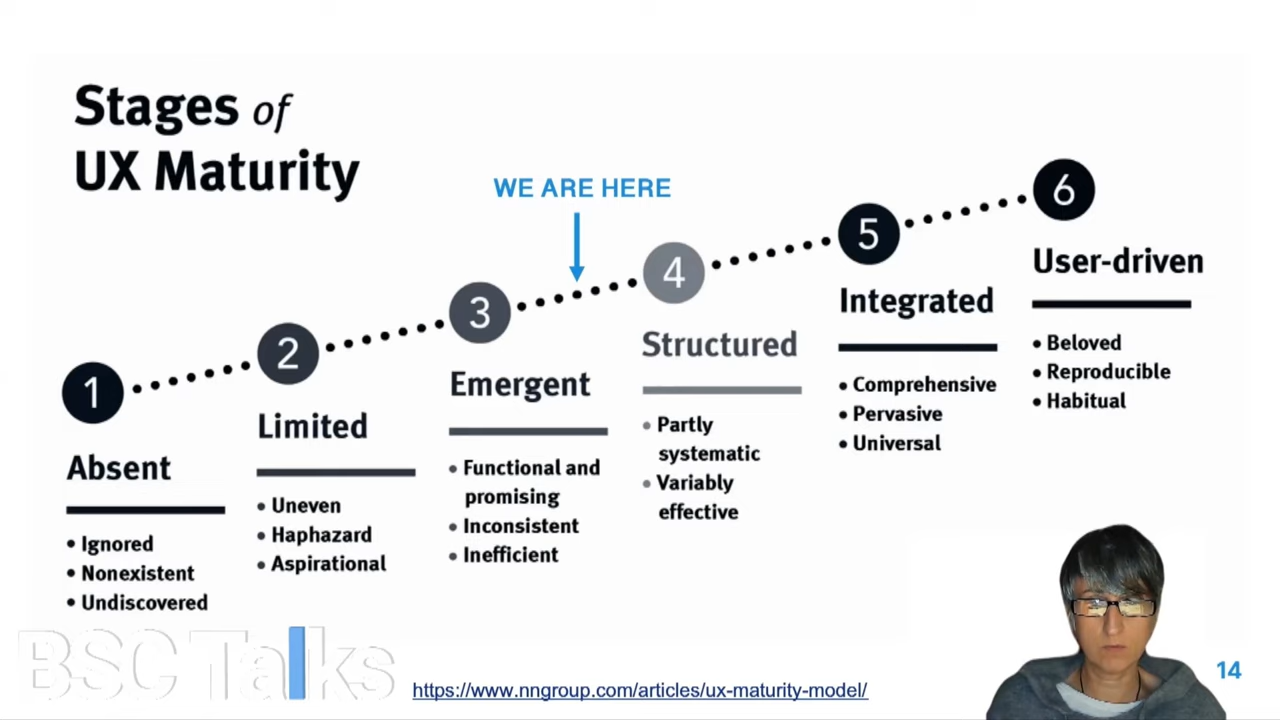 Stages of
UX Maturity
WE ARE HERE
1
Absent
• Ignored
• Nonexistent
• Undiscovered
2
Limited
• Uneven
• Haphazard
• Aspirational
3
Emergent
• Functional and
promising
• Inconsistent
• Inefficient
4
Structured
• Partly
systematic
• Variably
effective
5
Integrated
• Comprehensive
• Pervasive
• Universal
6
User-driven
• Beloved
• Reproducible
• Habitual
BSC Talks
https://www.nngroup.com/articles/ux-maturity-model/
14